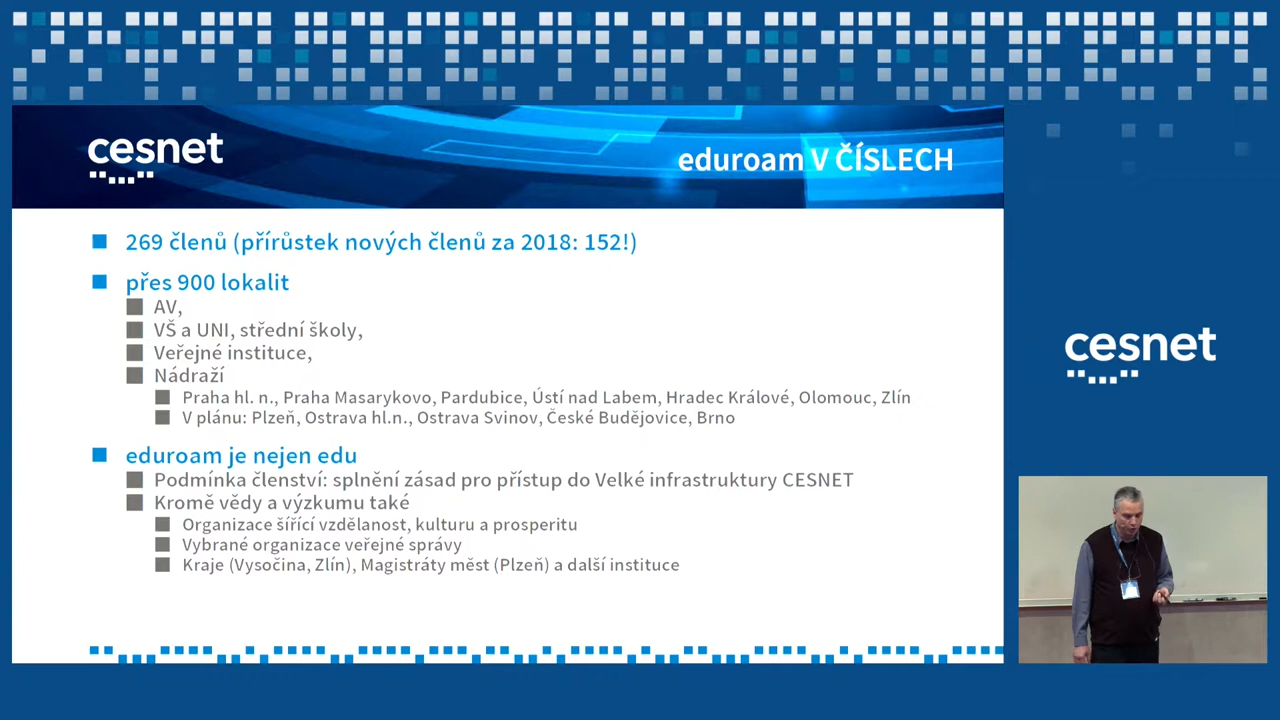 cesnet
eduroam V ČÍSLECH
269 členů (přírůstek nových členů za 2018: 152!)
přes 900 lokalit
AV,
VŠ a UNI, střední školy,
Veřejné instituce,
Nádraží
Praha hl. n., Praha Masarykovo, Pardubice, Ústí nad Labem, Hradec Králové, Olomouc, Zlín
V plánu: Plzeň, Ostrava hl.n., Ostrava Svinov, České Budějovice, Brno
eduroam je nejen edu
Podmínka členství: splnění zásad pro přístup do Velké infrastruktury CESNET
Kromě vědy a výzkumu také
Organizace šířící vzdělanost, kulturu a prosperitu
Vybrané organizace veřejné správy
Kraje (Vysočina, Zlín), Magistráty měst (Plzeň) a další instituce
cesnet